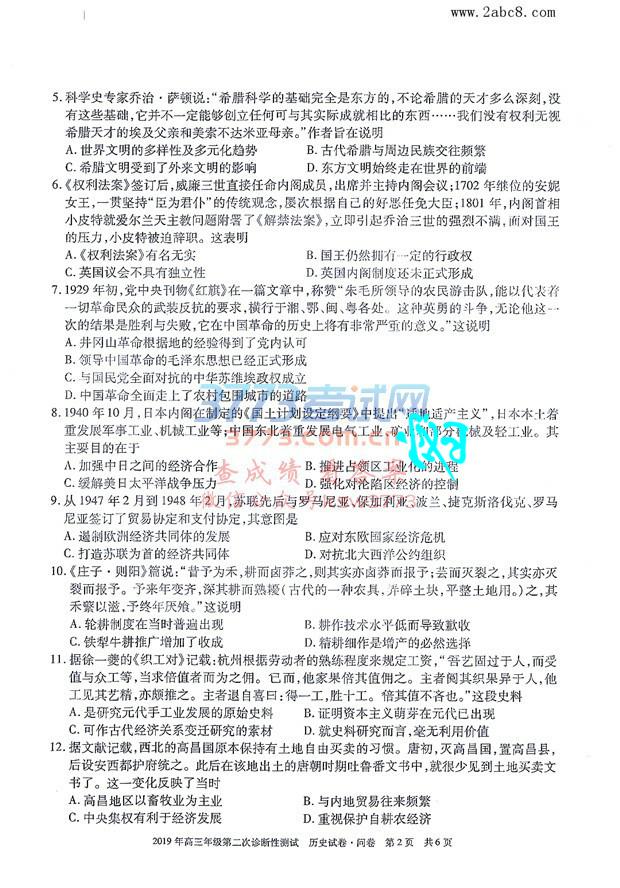 www.2abc8.com
5.科学史专家乔治·萨顿说:“希腊科学的基础完全是东方的,不论希腊的天才多么深刻,没
有这些基础,它并不一定能够创立任何可与其实际成就相比的东西……我们没有权利无视
希腊天才的埃及父亲和美索不达米亚母亲。”作者旨在说明
A.世界文明的多样性及多元化趋势 B.古代希腊与周边民族交往频繁
C.希腊文明受到了外来文明的影响 D.东方文明始终走在世界的前端
6.《权利法案》签订后,威廉三世直接任命内阁成员,出席并主持内阁会议;1702年继位的安妮
女王,一贯坚持“臣为君仆”的传统观念,屡次根据自己的好恶任免大臣;1801年,内阁首相
小皮特就爱尔兰天主教问题附署了《解禁法案》,立即引起乔治三世的强烈不满,面对国王
的压力,小皮特被迫辞职。这表明
A.《权利法案》有名无实 B.国王仍然拥有一定的行政权
C.英国议会不具有独立性 D.英国内阁制度还未正式形成
7.1929年初,党中央刊物《红旗》在一篇文章中,称赞“朱毛所领导的农民游击队,能以代表着
一切革命民众的武装反抗的要求,横行于湘、鄂、闽、粤各处。这种英勇的斗争,无论他这一
次的结果是胜利与失败,它在中国革命的历史上将有非常严重的意义。”这说明
A.井冈山革命根据地的经验得到了党内认可
B.领导中国革命的毛泽东思想已经正式形成
C.与国民党全面对抗的中华苏维埃政权成立
D.中国革命全面走上了农村包围城市的道路
8.1940年10月,日本内阁在制定的《国土计划设定纲要》中提出“适地适产主义”,日本本土着
重发展军事工业、机械工业等;中国东北着重发展电气工业、矿业和部分机械及轻工业。其
主要目的在于
A.加强中日之间的经济合作 B.推进占领区工业化的进程
C.缓解美日太平洋战争压力 D.强化对沦陷区经济的控制
9.从1947年2月到1948年2月,苏联先后与罗马尼亚、保加利亚、波兰、捷克斯洛伐克、罗马
尼亚签订了贸易协定和支付协定,其意图是
A.遏制欧洲经济共同体的发展 B.应对东欧国家经济危机
C.打造苏联为首的经济共同体 D.对抗北大西洋公约组织
10.《庄子·则阳》篇说:“昔予为禾,耕而卤莽之,则其实亦卤莽而报予;芸而灭裂之,其实亦灭
裂而报予。予来年变齐,深其耕而熟耰(古代的一种农具,弄碎土块,平整土地用。)之,其
禾蘩以滋,予终年厌飧。”这说明
A.轮耕制度在当时普遍出现 B.耕作技术水平低而导致歉收
C.铁犁牛耕推广增加了收成 D.精耕细作是增产的必然选择
11.据徐一夔的《织工对》记载:杭州根据劳动者的熟练程度来规定工资,“吾艺固过于人,而受
值与众工等,当求倍值者而为之佣。已而,他家果倍其值佣之。主者阅其织果异于人,他
工见其艺精,亦颇推之。主者退自喜曰:得一工,胜十工。倍其值不吝也。”这段史料
A.是研究元代手工业发展的原始史料 B.证明资本主义萌芽在元代已出现
C.可作古代经济关系变迁研究的素材 D.就史料研究而言,毫无利用价值
12.据文献记载,西北的高昌国原本保持有土地自由买卖的习惯。唐初,灭高昌国,置高昌县,
后设安西都护府统之。此后在该地出土的唐朝时期吐鲁番文书中,就很少见到土地买卖文
书了。这一变化反映了当时
A.高昌地区以畜牧业为主 B.与内地贸易往来频繁
C.中央集权有利于经济发展 D.政府注重保护自耕农经济
2019年高三年级第二次诊断性测试 历史试卷·问卷 第2页 共6页
3773考试网
3773.com.cn
查成绩 查答案